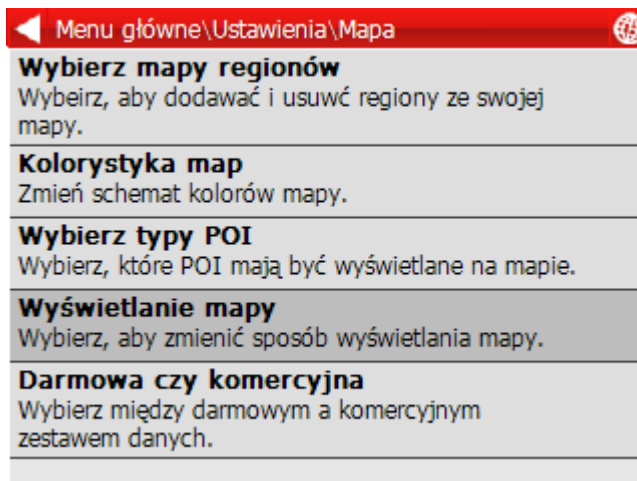 Menu główne\Ustawienia\Mapa
Wybierz mapy regionów
Wybeirz, aby dodawać i usuwć regiony ze swojej
mapy.
Kolorystyka map
Zmień schemat kolorów mapy.
Wybierz typy POI
Wybierz, które POI mają być wyświetlane na mapie.
Wyświetlanie mapy
Wybierz, aby zmienić sposób wyświetlania mapy.
Darmowa czy komercyjna
Wybierz między darmowym a komercyjnym
zestawem danych.